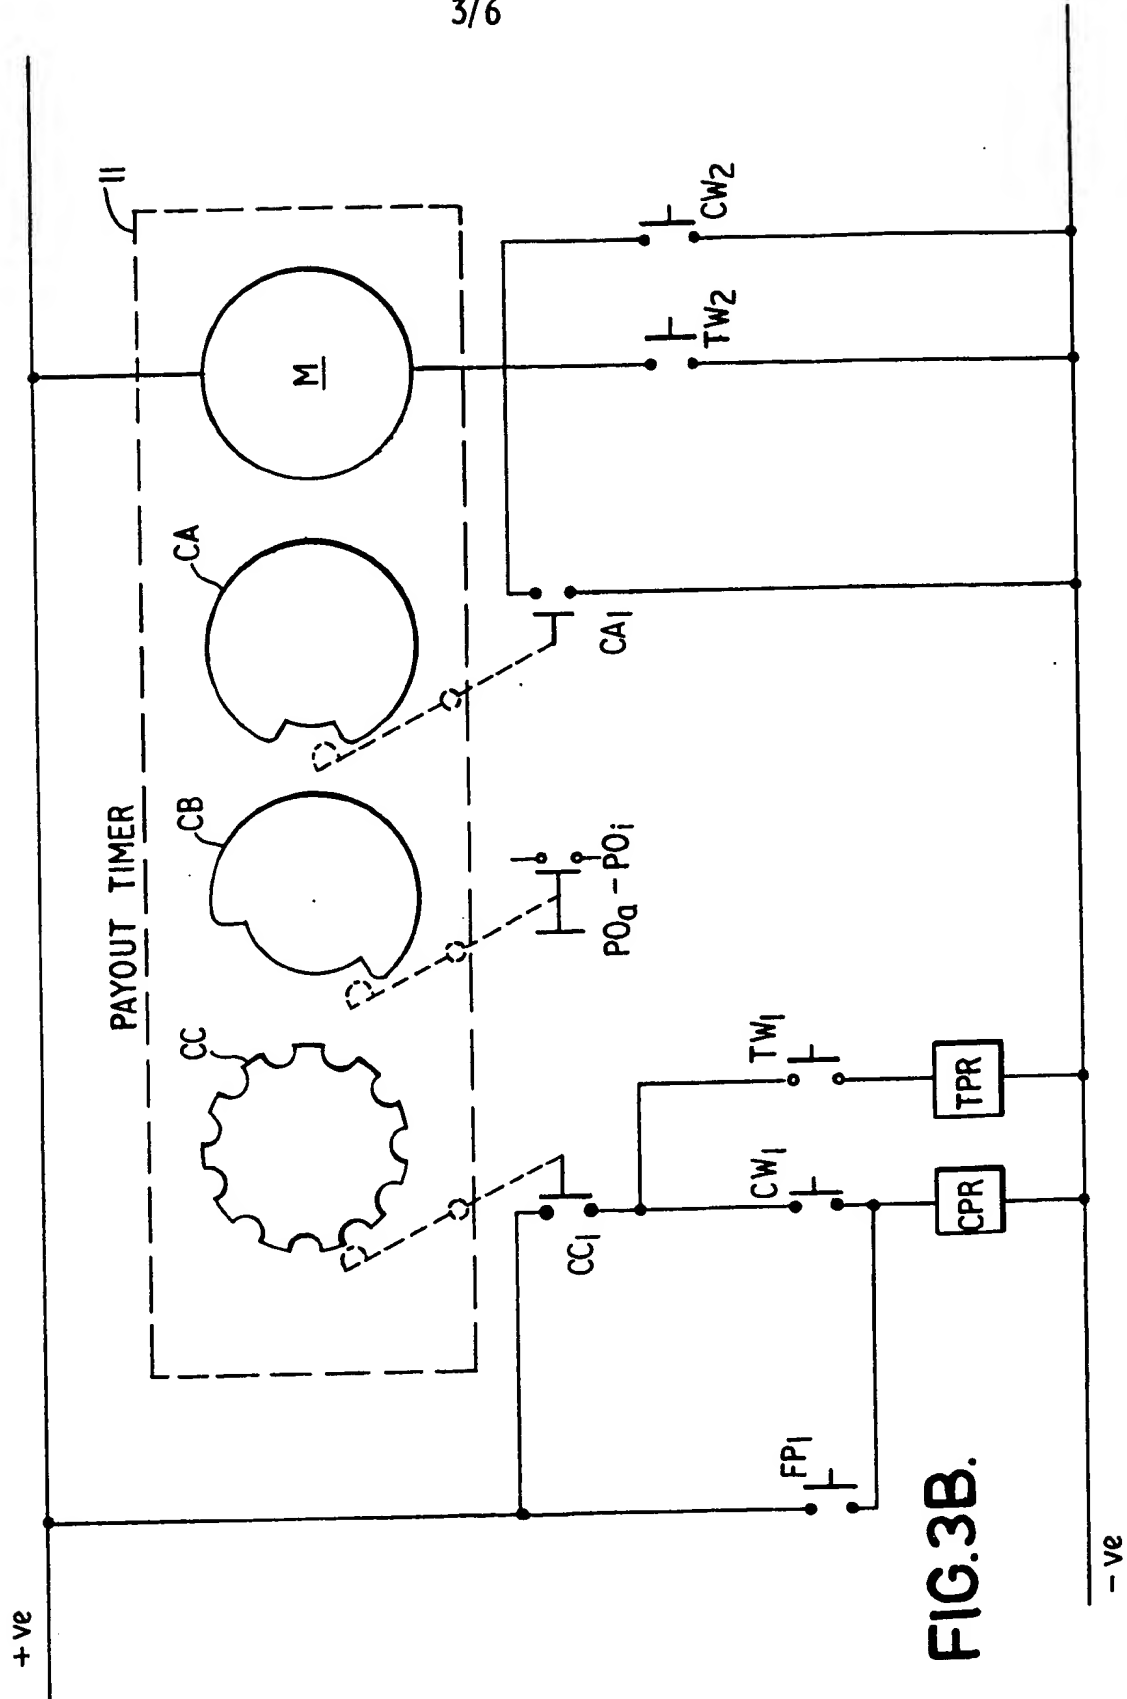 3/6
+ve
PAYOUT TIMER
11
CC
CB
CA
M
CC1
POa - POi
CA1
FP1
CW1
TW1
TW2
CW2
CPR
TPR
FIG.3B.
-ve